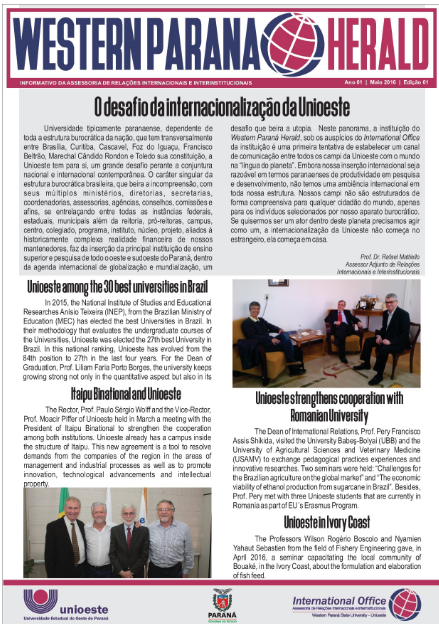 WESTERN PARANÁ HERALD
INFORMATIVO DA ASSESSORIA DE RELAÇÕES INTERNACIONAIS E INTERINSTITUCIONAIS
Ano 01 | Maio 2016 | Edição 01
O desafio da internacionalização da Unioeste
Universidade tipicamente paranaense, dependente de
toda a estrutura burocrática da nação, que tem transversalmente
entre Brasília, Curitiba, Cascavel, Foz do Iguaçu, Francisco
Beltrão, Marechal Cândido Rondon e Toledo sua constituição, a
Unioeste tem para si, um grande desafio perante a conjuntura
nacional e internacional contemporânea. O caráter singular da
estrutura burocrática brasileira, que beira a incompreensão, com
seus múltiplos ministérios, diretorias, secretarias,
coordenadorias, assessorias, agências, conselhos, comissões e
afins, se entrelaçando entre todas as instâncias federais,
estaduais, municipais além da reitoria, pró-reitorias, campus,
centro, colegiado, programa, instituto, núcleo, projeto, aliados à
historicamente complexa realidade financeira de nossos
mantenedores, faz da inserção da principal instituição de ensino
superior e pesquisa de todo o oeste e sudoeste do Paraná, dentro
da agenda internacional de globalização e mundialização, um
desafio que beira a utopia. Neste panorama, a instituição do
Western Paraná Herald, sob os auspícios do International Office
da instituição é uma primeira tentativa de estabelecer um canal
de comunicação entre todos os campi da Unioeste com o mundo
na “língua do planeta”. Embora nossa inserção internacional seja
razoável em termos paranaenses de produtividade em pesquisa
e desenvolvimento, não temos uma ambiência internacional em
toda nossa estrutura. Nossos campi não são estruturados de
forma compreensiva para qualquer cidadão do mundo, apenas
para os indivíduos selecionados por nosso aparato burocrático.
Se quisermos ser um ator dentro deste planeta precisamos agir
como um, a internacionalização da Unioeste não começa no
estrangeiro, ela começa em casa.
Prof. Dr. Rafael Mattiello
Assessor Adjunto de Relações
Internacionais e Interinstitucionais
Unioeste among the 30 best universities in Brazil
In 2015, the National Institute of Studies and Educational
Researches Anísio Teixeira (INEP), from the Brazilian Ministry of
Education (MEC) has elected the best Universities in Brazil. In
their methodology that evaluates the undergraduate courses of
the Universities, Unioeste was elected the 27th best University in
Brazil. In this national ranking, Unioeste has evolved from the
84th position to 27th in the last four years. For the Dean of
Graduation, Prof. Liliam Faria Porto Borges, the university keeps
growing strong not only in the quantitative aspect but also in its
Itaipu Binational and Unioeste
The Rector, Prof. Paulo Sérgio Wolff and the Vice-Rector,
Prof. Moacir Piffer of Unioeste held in March a meeting with the
President of Itaipu Binational to strengthen the cooperation
among both institutions. Unioeste already has a campus inside
the structure of Itaipu. This new agreement is a tool to resolve
demands from the companies of the region in the areas of
management and industrial processes as well as to promote
innovation, technological advancements and intellectual
property.
Unioeste strengthens cooperation with
Romanian University
The Dean of International Relations, Prof. Pery Francisco
Assis Shikida, visited the University Babeş-Bolyai (UBB) and the
University of Agricultural Sciences and Veterinary Medicine
(USAMV) to exchange pedagogical practices experiences and
innovative researches. Two seminars were held: “Challenges for
the Brazilian agriculture on the global market” and “The economic
viability of ethanol production from sugarcane in Brazil”. Besides,
Prof. Pery met with three Unioeste students that are currently in
Romania as part of EU´s Erasmus Program.
Unioeste in Ivory Coast
The Professors Wilson Rogério Boscolo and Nyamien
Yahaut Sebastien from the field of Fishery Engineering gave, in
April 2016, a seminar capacitating the local community of
Bouaké, in the Ivory Coast, about the formulation and elaboration
of fish feed.
unioeste
Universidade Estadual do Oeste do Paraná
PARANÁ
International Office
Assessoria de Relações Internacionais e Interinstitucionais
Western Paraná State University